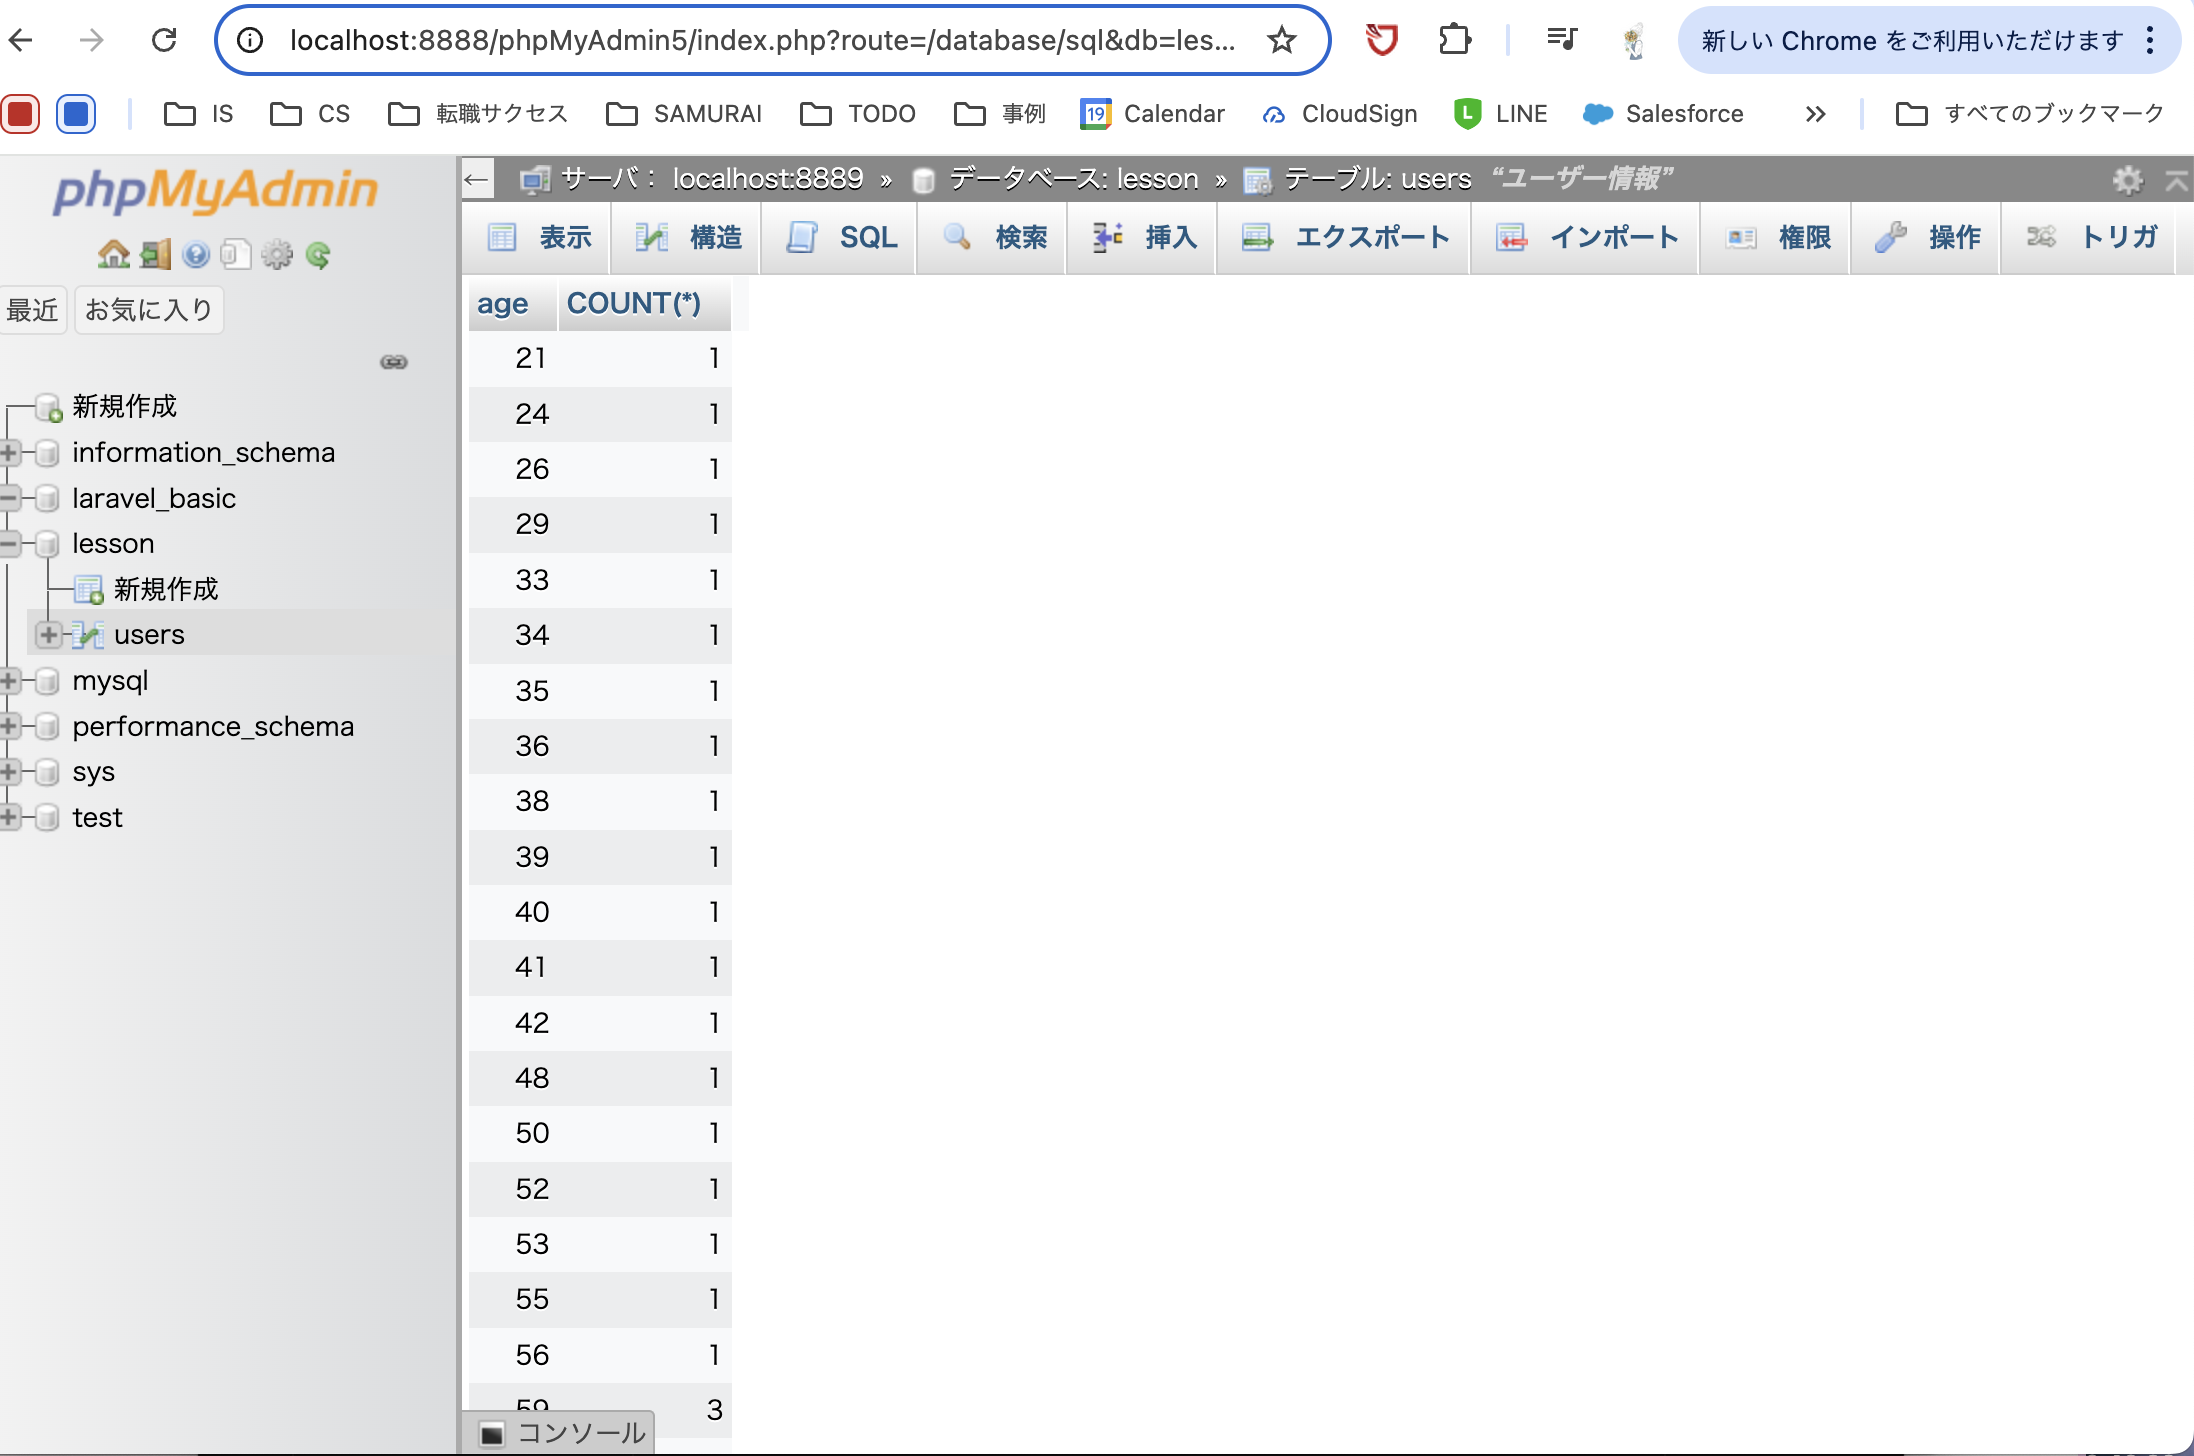 localhost:8888/phpMyAdmin5/index.php?route=/database/sql&db=les...
新しい Chrome をご利用いただけます
IS CS 転職サクセス SAMURAI TODO 事例 19 Calendar CloudSign L LINE Salesforce » すべてのブックマーク
phpMyAdmin
最近 お気に入り
新規作成
information_schema
laravel_basic
lesson
新規作成
users
mysql
performance_schema
sys
test
サーバ： localhost:8889 » データベース: lesson » テーブル: users “ユーザー情報”
表示 構造 SQL 検索 挿入 エクスポート インポート 権限 操作 トリガ
age COUNT(*)
21 1
24 1
26 1
29 1
33 1
34 1
35 1
36 1
38 1
39 1
40 1
41 1
42 1
48 1
50 1
52 1
53 1
55 1
56 1
59 3
コンソール